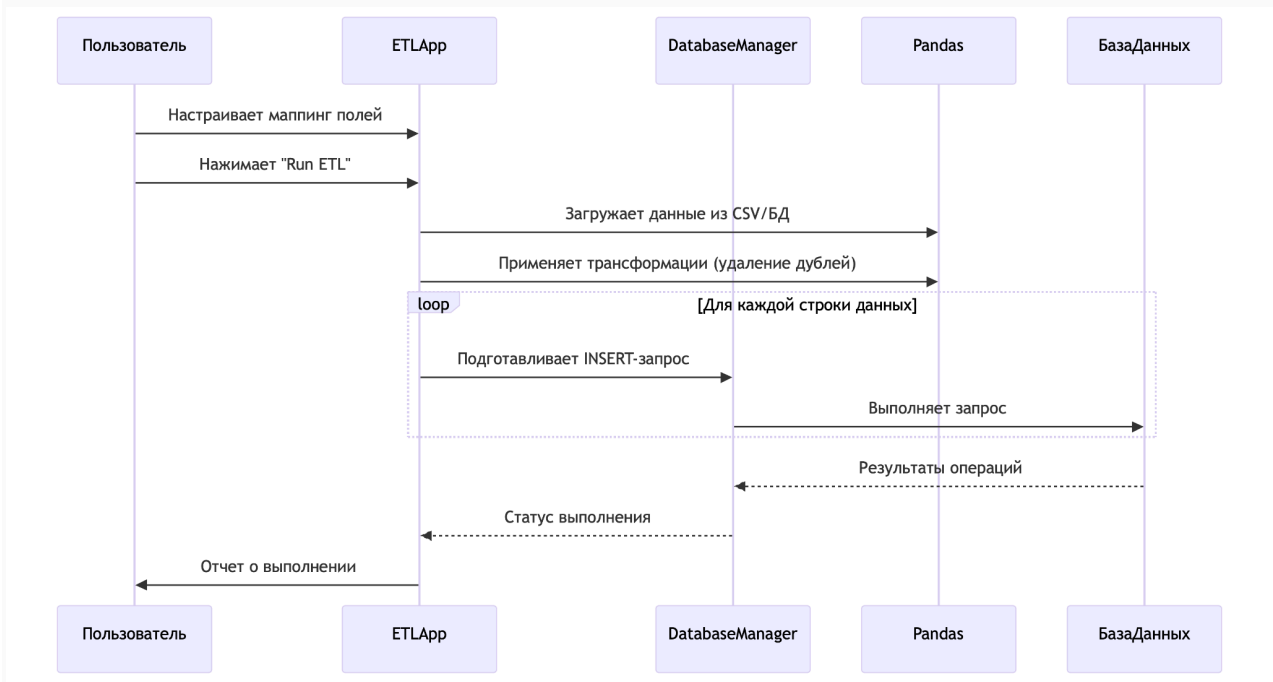 Пользователь
ETLApp
DatabaseManager
Pandas
БазаДанных
Настраивает маппинг полей
Нажимает "Run ETL"
Загружает данные из CSV/БД
Применяет трансформации (удаление дублей)
loop
[Для каждой строки данных]
Подготавливает INSERT-запрос
Выполняет запрос
Результаты операций
Статус выполнения
Отчет о выполнении
Пользователь
ETLApp
DatabaseManager
Pandas
БазаДанных